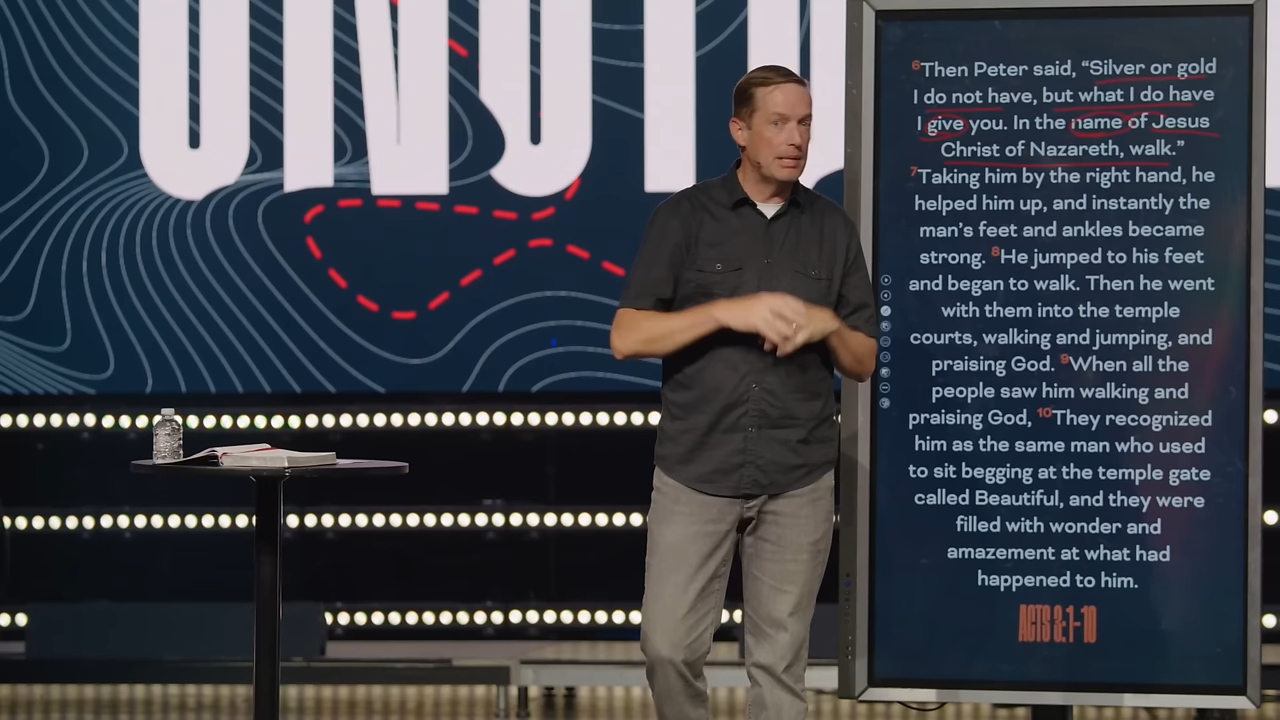 ⁶Then Peter said, “Silver or gold
I do not have, but what I do have
I give you. In the name of Jesus
Christ of Nazareth, walk.”
⁷Taking him by the right hand, he
helped him up, and instantly the
man’s feet and ankles became
strong. ⁸He jumped to his feet
and began to walk. Then he went
with them into the temple
courts, walking and jumping, and
praising God. ⁹When all the
people saw him walking and
praising God, ¹⁰They recognized
him as the same man who used
to sit begging at the temple gate
called Beautiful, and they were
filled with wonder and
amazement at what had
happened to him.
ACTS 3:1-10